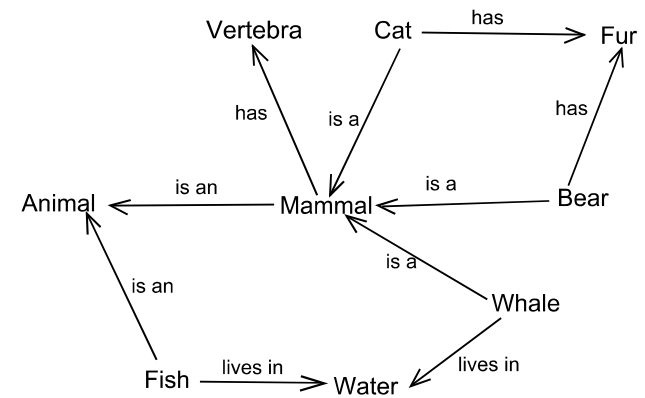 Vertebra
Cat
has
Fur
has
is a
has
Animal
is an
Mammal
is a
Bear
is an
is a
Whale
Fish
lives in
Water
lives in